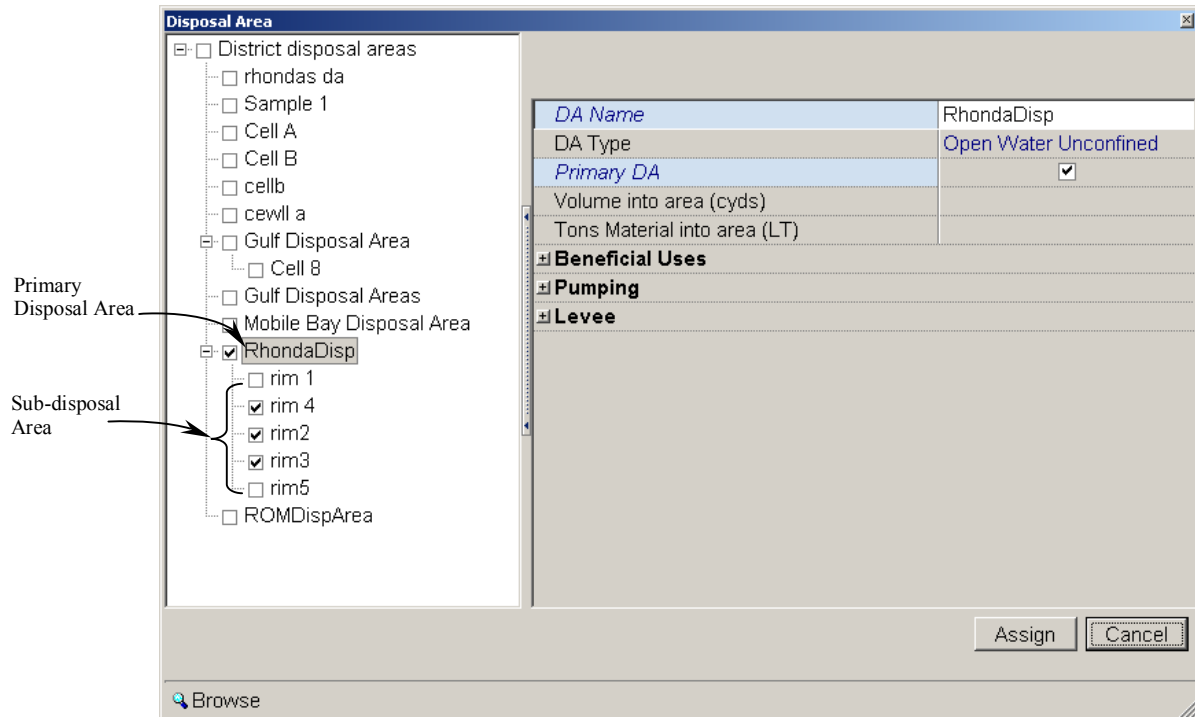 Disposal Area
District disposal areas
rhondas da
Sample 1
Cell A
Cell B
cellb
cewll a
Gulf Disposal Area
Cell 8
Gulf Disposal Areas
Mobile Bay Disposal Area
RhondaDisp
rim 1
rim 4
rim2
rim3
rim5
ROMDispArea
Primary
Disposal Area
Sub-disposal
Area
DA Name RhondaDisp
DA Type Open Water Unconfined
Primary DA
Volume into area (cyds)
Tons Material into area (LT)
Beneficial Uses
Pumping
Levee
Assign Cancel
Browse